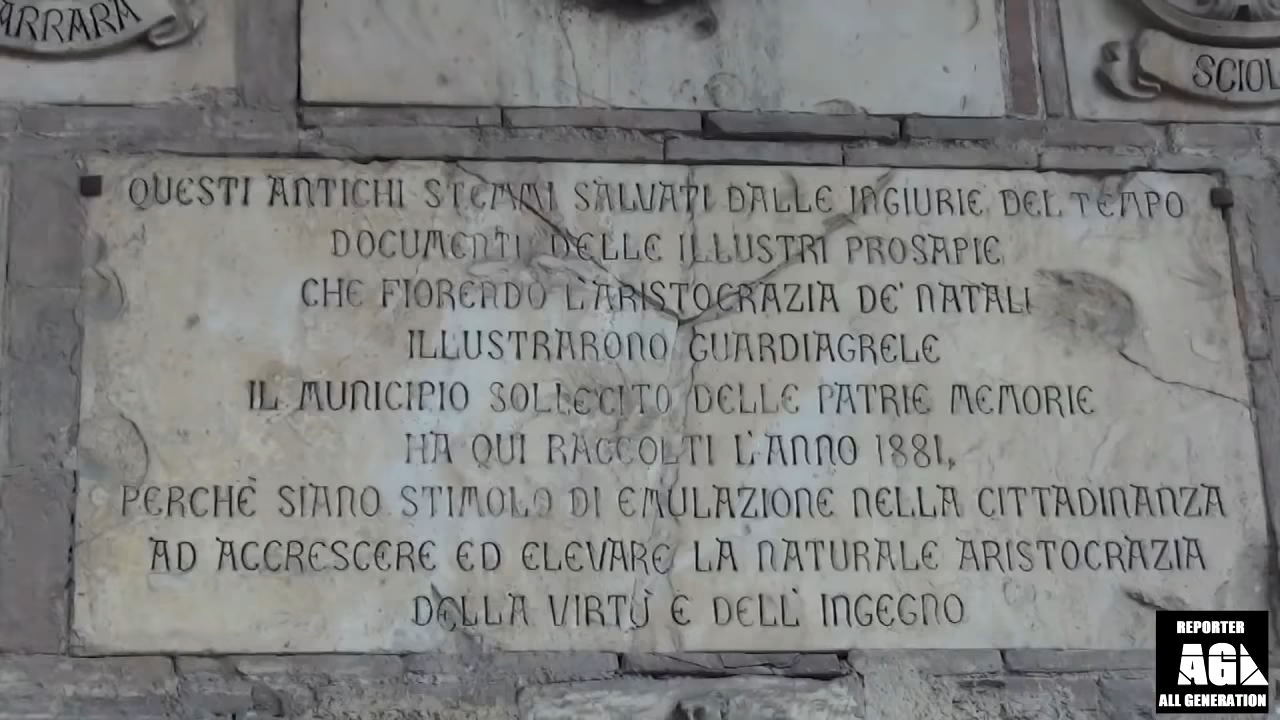 ARRARA
SCIOL
QUESTI ANTICHI STEMMI SALVATI DALLE INGIURIE DEL TEMPO
DOCUMENTI DELLE ILLUSTRI PROSAPIE
CHE FIORENDO L'ARISTOCRAZIA DE' NATALI
ILLUSTRARONO GUARDIAGRELE
IL MUNICIPIO SOLLECITO DELLE PATRIE MEMORIE
HA QUI RACCOLTI L'ANNO 1881,
PERCHÈ SIANO STIMOLO DI EMULAZIONE NELLA CITTADINANZA
AD ACCRESCERE ED ELEVARE LA NATURALE ARISTOCRAZIA
DELLA VIRTÙ E DELL' INGEGNO
REPORTER
AG
ALL GENERATION